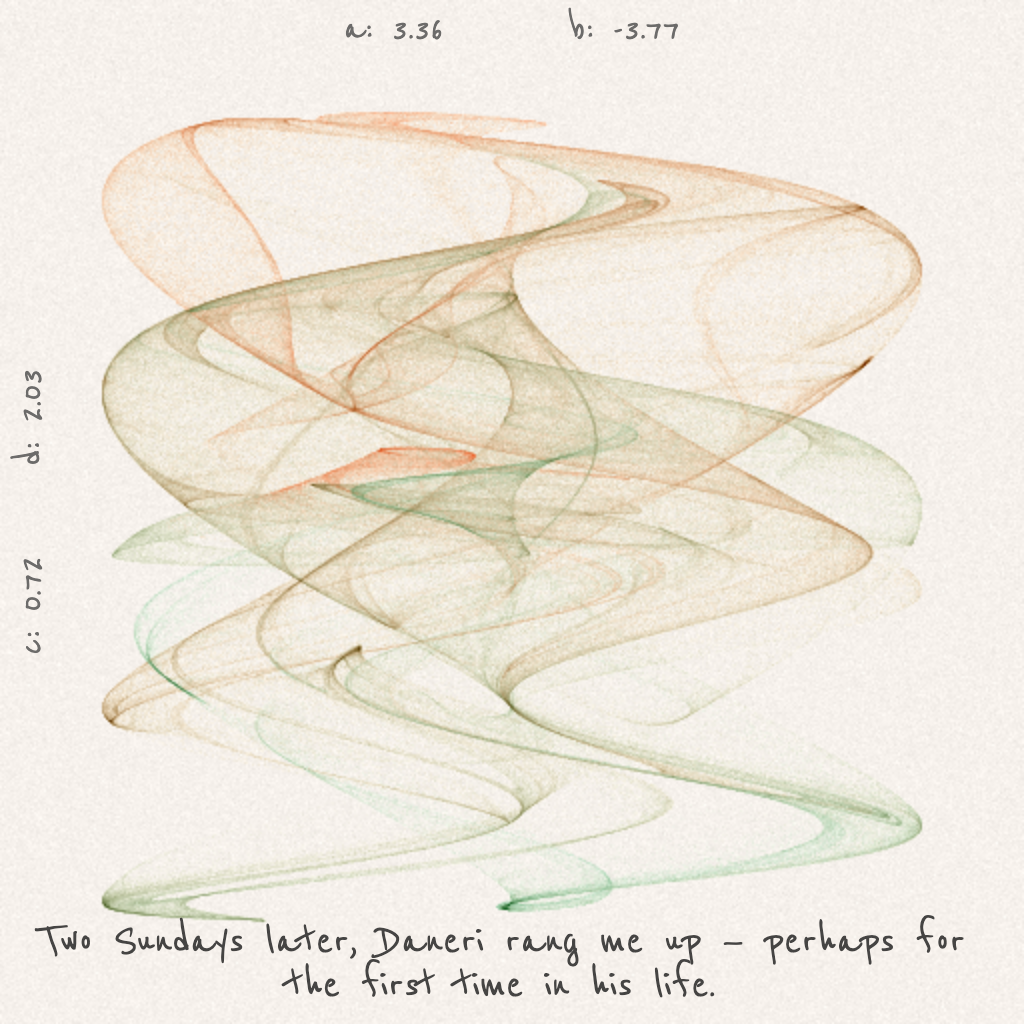 a: 3.36 b: -3.77
d: 2.03
c: 0.72
Two Sundays later, Daneri rang me up – perhaps for
the first time in his life.